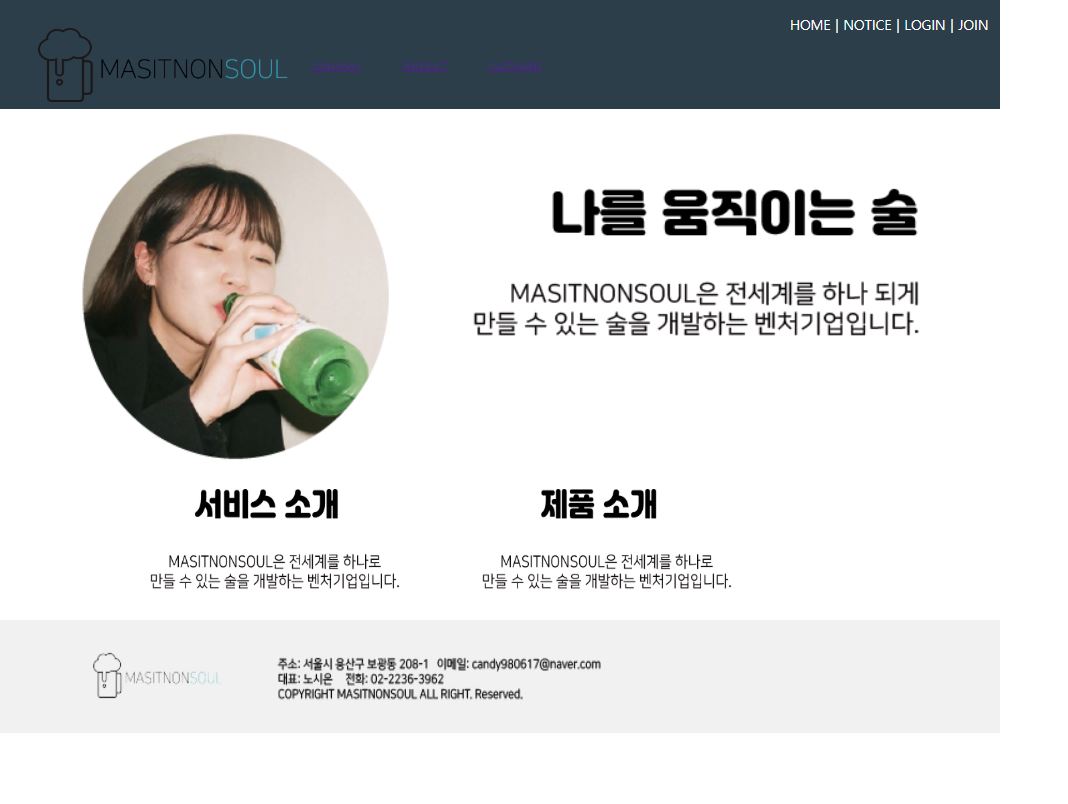 HOME | NOTICE | LOGIN | JOIN
MASITNONSOUL
나를 움직이는 술
MASITNONSOUL은 전세계를 하나 되게
만들 수 있는 술을 개발하는 벤처기업입니다.
서비스 소개
제품 소개
MASITNONSOUL은 전세계를 하나로
만들 수 있는 술을 개발하는 벤처기업입니다.
MASITNONSOUL은 전세계를 하나로
만들 수 있는 술을 개발하는 벤처기업입니다.
MASITNONSOUL
주소: 서울시 용산구 보광동 208-1 이메일: candy980617@naver.com
대표: 노시은 전화: 02-2236-3962
COPYRIGHT MASITNONSOUL ALL RIGHT. Reserved.